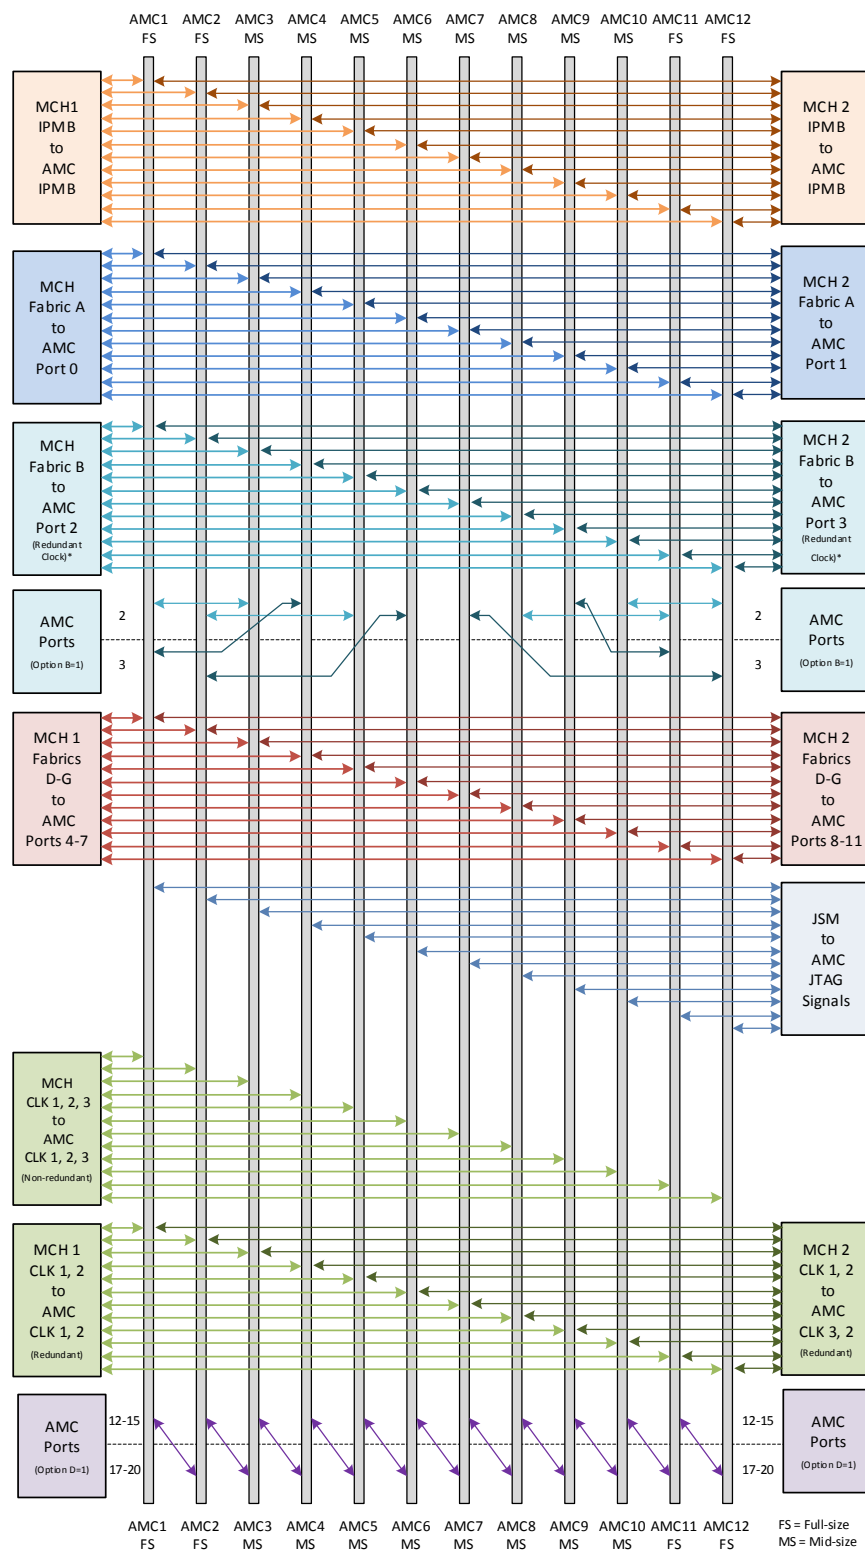 AMC1 AMC2 AMC3 AMC4 AMC5 AMC6 AMC7 AMC8 AMC9 AMC10 AMC11 AMC12
FS FS MS MS MS MS MS MS MS MS FS FS
MCH1
IPMB
to
AMC
IPMB
MCH 2
IPMB
to
AMC
IPMB
MCH
Fabric A
to
AMC
Port 0
MCH 2
Fabric A
to
AMC
Port 1
MCH
Fabric B
to
AMC
Port 2
(Redundant
Clock)*
MCH 2
Fabric B
to
AMC
Port 3
(Redundant
Clock)*
AMC
Ports
(Option B=1)
2
3
2
3
AMC
Ports
(Option B=1)
MCH 1
Fabrics
D-G
to
AMC
Ports 4-7
MCH 2
Fabrics
D-G
to
AMC
Ports 8-11
JSM
to
AMC
JTAG
Signals
MCH
CLK 1, 2, 3
to
AMC
CLK 1, 2, 3
(Non-redundant)
MCH 1
CLK 1, 2
to
AMC
CLK 1, 2
(Redundant)
MCH 2
CLK 1, 2
to
AMC
CLK 3, 2
(Redundant)
AMC
Ports
(Option D=1)
12-15
17-20
12-15
17-20
AMC
Ports
(Option D=1)
AMC1 AMC2 AMC3 AMC4 AMC5 AMC6 AMC7 AMC8 AMC9 AMC10 AMC11 AMC12
FS FS MS MS MS MS MS MS MS MS FS FS
FS = Full-size
MS = Mid-size